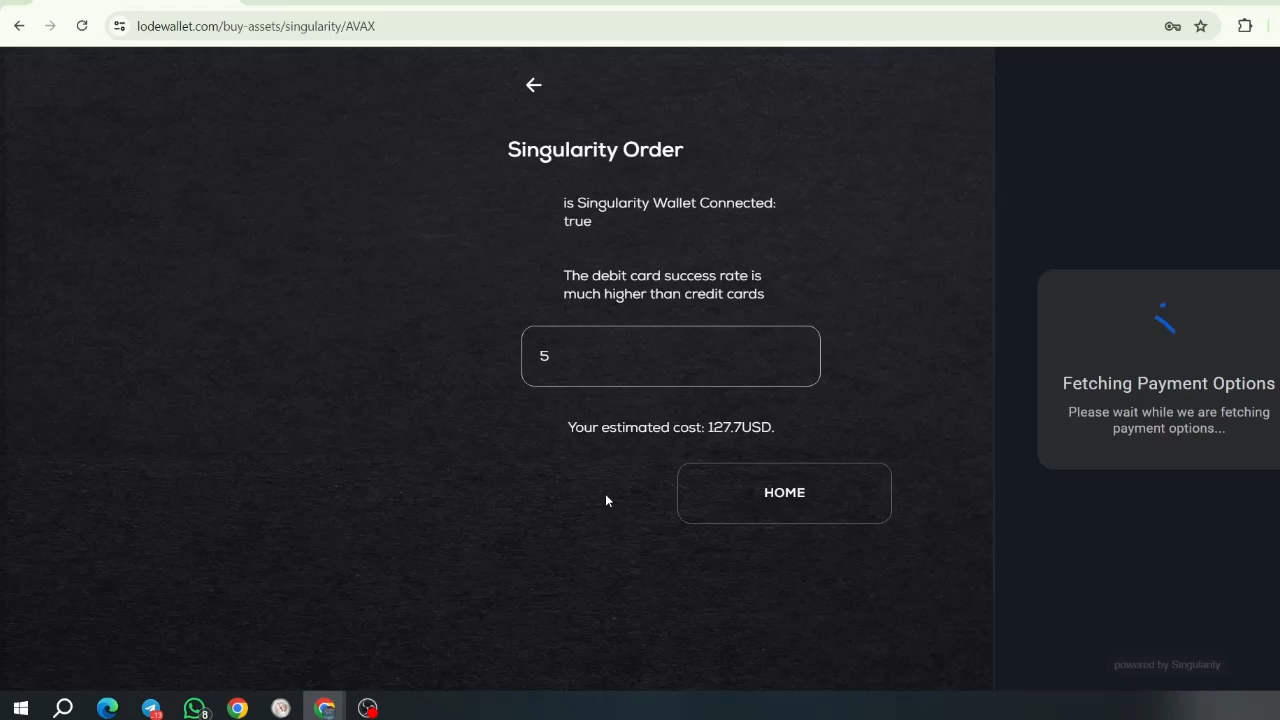 lodewallet.com/buy-assets/singularity/AVAX
Singularity Order
is Singularity Wallet Connected:
true
The debit card success rate is
much higher than credit cards
5
Your estimated cost: 127.7USD.
HOME
Fetching Payment Options
Please wait while we are fetching
payment options...
powered by Singularity
13
8